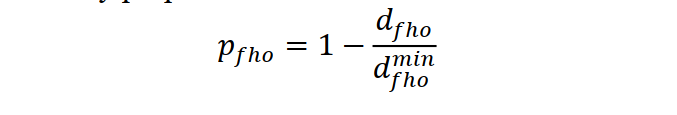 p_{fho} = 1 - \frac{d_{fho}}{d_{fho}^{min}}